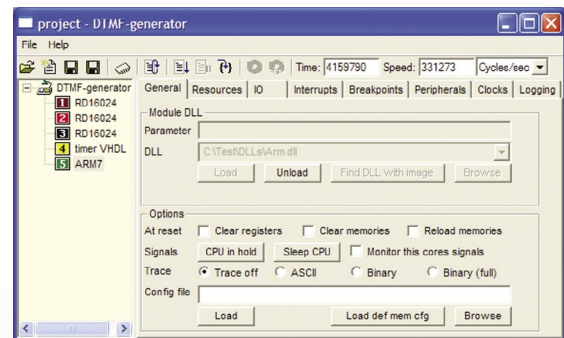 project - DTMF-generator
File Help
Time: 4159790 Speed: 331273 Cycles/sec
DTMF-generator
1 RD16024
2 RD16024
3 RD16024
4 timer VHDL
5 ARM7
General Resources IO Interrupts Breakpoints Peripherals Clocks Logging
Module DLL
Parameter
DLL C:\Test\DLLs\Arm.dll
Load Unload Find DLL with image Browse
Options
At reset Clear registers Clear memories Reload memories
Signals CPU in hold Sleep CPU Monitor this cores signals
Trace Trace off ASCII Binary Binary (full)
Config file
Load Load def mem cfg Browse